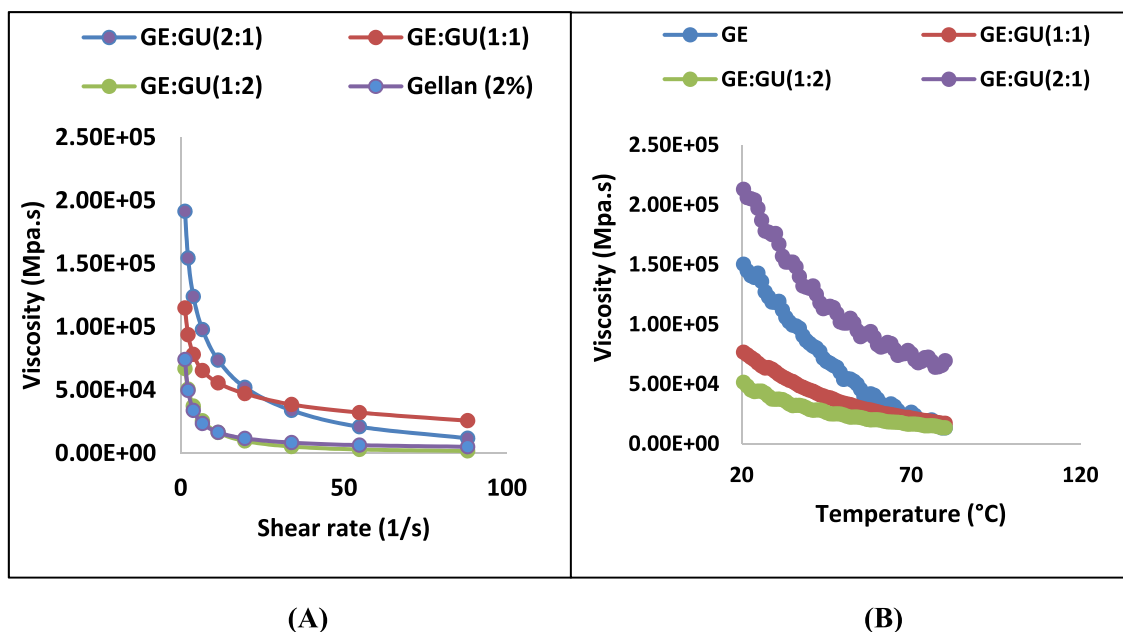 GE:GU(2:1) GE:GU(1:1)
GE:GU(1:2) Gellan (2%)
2.50E+05
2.00E+05
1.50E+05
1.00E+05
5.00E+04
0.00E+00
Viscosity (Mpa.s)
0 50 100
Shear rate (1/s)
(A)
GE GE:GU(1:1)
GE:GU(1:2) GE:GU(2:1)
2.50E+05
2.00E+05
1.50E+05
1.00E+05
5.00E+04
0.00E+00
Viscosity (Mpa.s)
20 70 120
Temperature (°C)
(B)